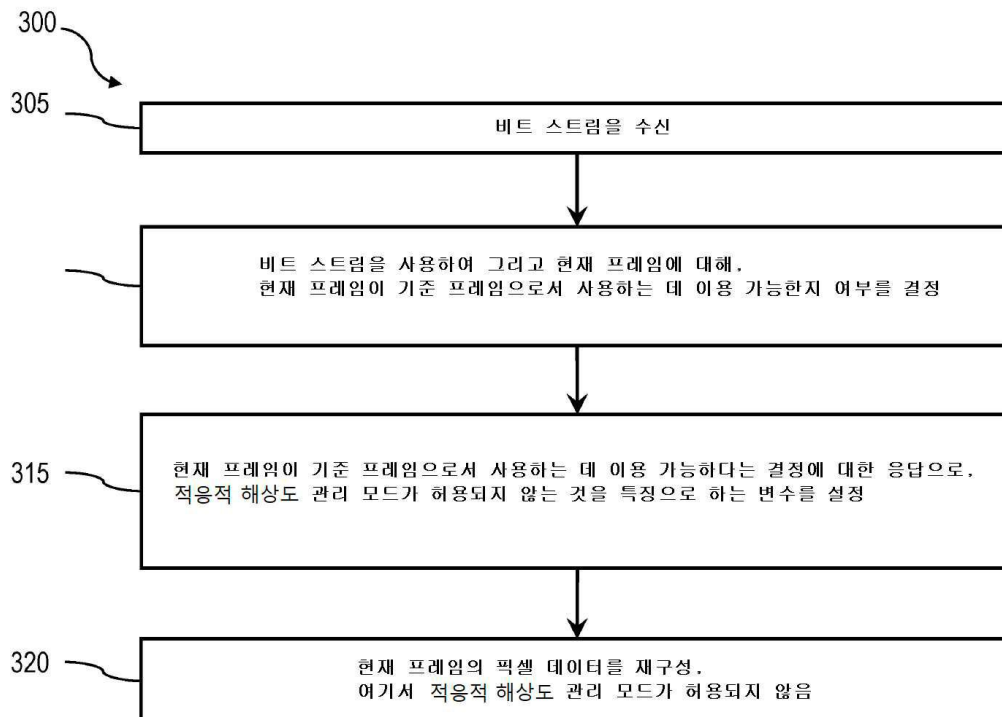 300
305
비트 스트림을 수신
비트 스트림을 사용하여 그리고 현재 프레임에 대해,
현재 프레임이 기준 프레임으로서 사용하는 데 이용 가능한지 여부를 결정
315
현재 프레임이 기준 프레임으로서 사용하는 데 이용 가능하다는 결정에 대한 응답으로,
적응적 해상도 관리 모드가 허용되지 않는 것을 특징으로 하는 변수를 설정
320
현재 프레임의 픽셀 데이터를 재구성,
여기서 적응적 해상도 관리 모드가 허용되지 않음